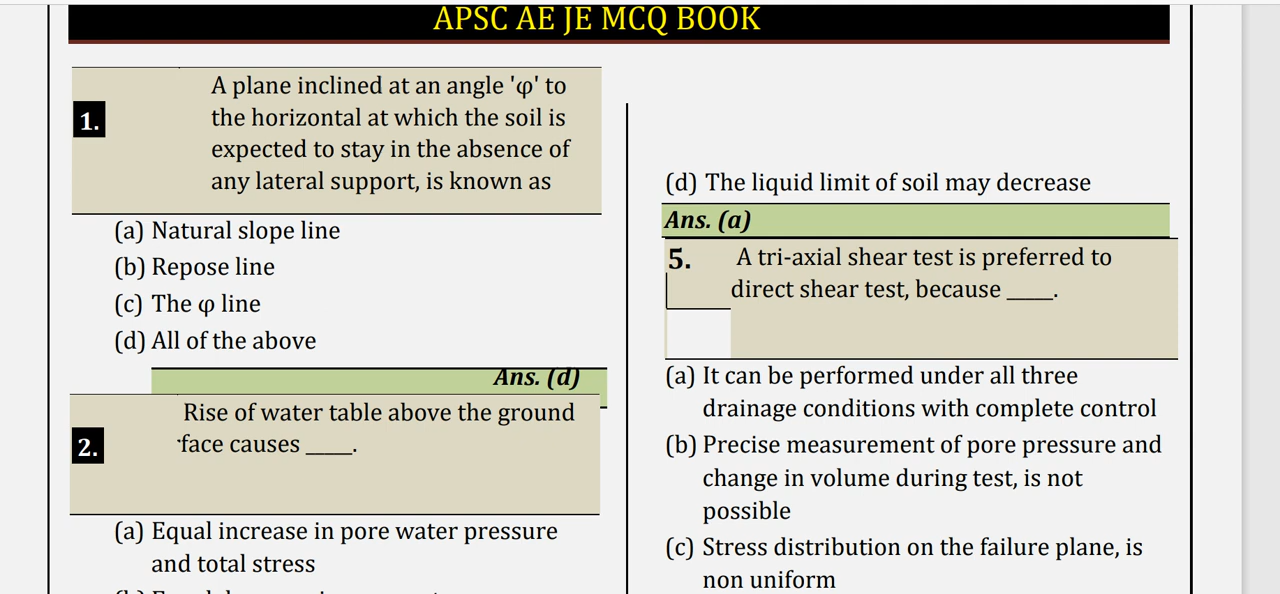 APSC AE JE MCQ BOOK
1.
A plane inclined at an angle 'φ' to
the horizontal at which the soil is
expected to stay in the absence of
any lateral support, is known as
(a) Natural slope line
(b) Repose line
(c) The φ line
(d) All of the above
Ans. (d)
2.
Rise of water table above the ground
face causes _____.
(a) Equal increase in pore water pressure
and total stress
(d) The liquid limit of soil may decrease
Ans. (a)
5. A tri-axial shear test is preferred to
direct shear test, because _____.
(a) It can be performed under all three
drainage conditions with complete control
(b) Precise measurement of pore pressure and
change in volume during test, is not
possible
(c) Stress distribution on the failure plane, is
non uniform